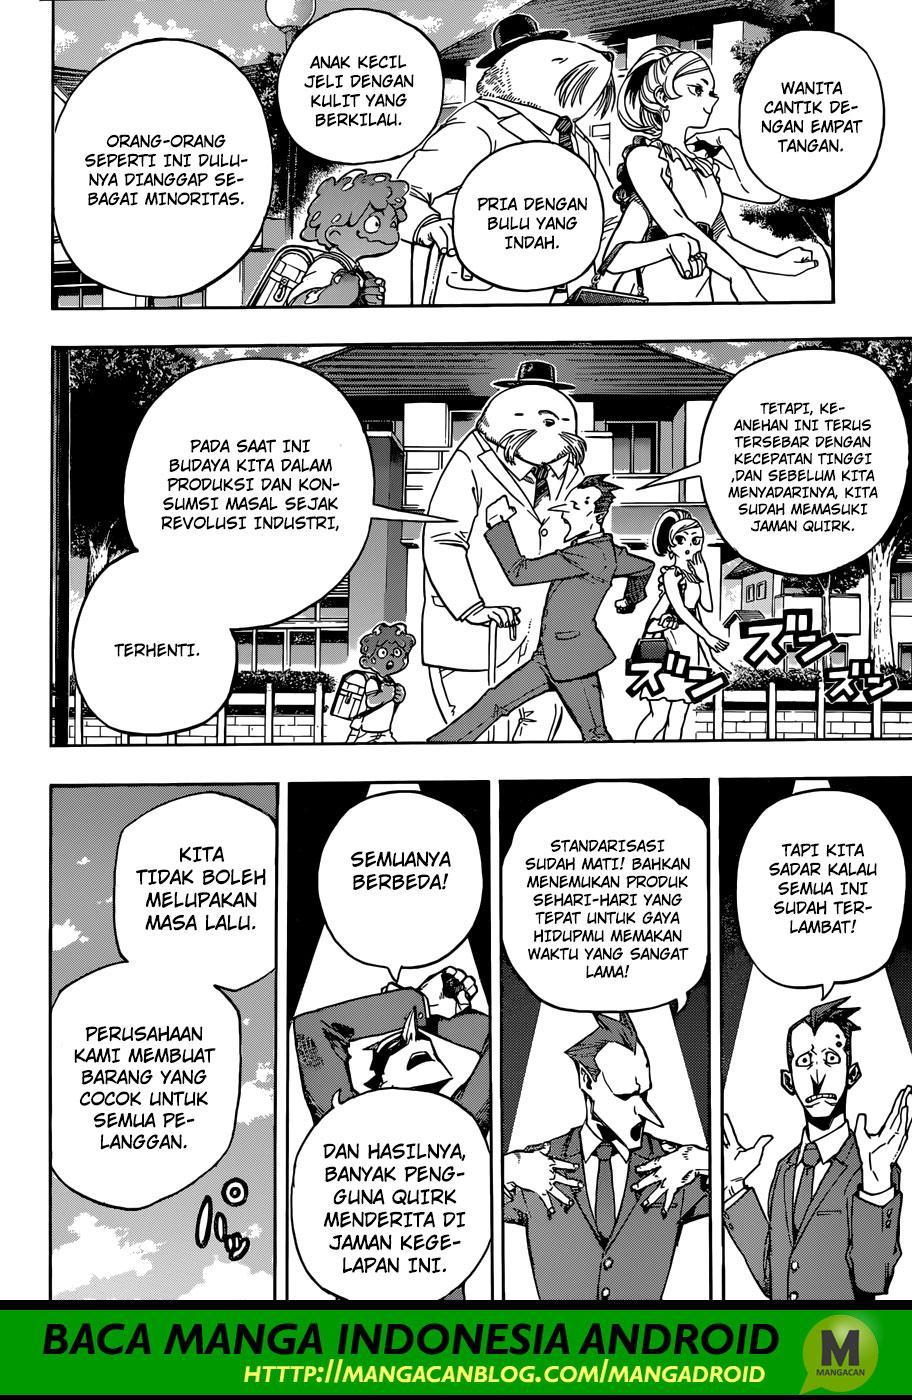 WANITA
CANTIK DE-
NGAN EMPAT
TANGAN.
PRIA DENGAN
BULU YANG
INDAH.
ANAK KECIL
JELI DENGAN
KULIT YANG
BERKILAU.
ORANG-ORANG
SEPERTI INI DULU-
NYA DIANGGAP SE-
BAGAI MINORITAS.
TETAPI, KE-
ANEHAN INI TERUS
TERSEBAR DENGAN
KECEPATAN TINGGI
,DAN SEBELUM KITA
MENYADARINYA, KITA
SUDAH MEMASUKI
JAMAN QUIRK.
ズン
ズン
ズン
PADA SAAT INI
BUDAYA KITA DALAM
PRODUKSI DAN KON-
SUMSI MASAL SEJAK
REVOLUSI INDUSTRI,
TERHENTI.
TAPI KITA
SADAR KALAU
SEMUA INI
SUDAH TER-
LAMBAT!
STANDARISASI
SUDAH MATI! BAHKAN
MENEMUKAN PRODUK
SEHARI-HARI YANG
TEPAT UNTUK GAYA
HIDUPMU MEMAKAN
WAKTU YANG SANGAT
LAMA!
SEMUANYA
BERBEDA!
DAN HASILNYA,
BANYAK PENG-
GUNA QUIRK
MENDERITA DI
JAMAN KEGE-
LAPAN INI.
KITA
TIDAK BOLEH
MELUPAKAN
MASA LALU.
PERUSAHAAN
KAMI MEMBUAT
BARANG YANG
COCOK UNTUK
SEMUA PE-
LANGGAN.
BACA MANGA INDONESIA ANDROID
HTTTP://MANGACANBLOG.COM/MANGADROID
M
MANGACAN